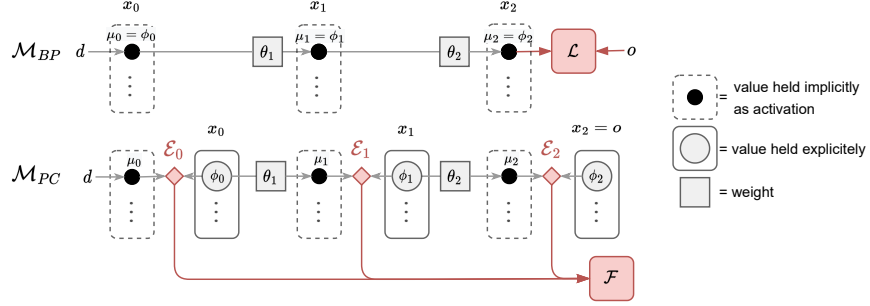 x₀ x₁ x₂
ℳ_BP d μ₀ = ϕ₀ θ₁ μ₁ = ϕ₁ θ₂ μ₂ = ϕ₂ ℒ o
x₀ x₁ x₂ = o
ℳ_PC d μ₀ ℰ₀ ϕ₀ θ₁ μ₁ ℰ₁ ϕ₁ θ₂ μ₂ ℰ₂ ϕ₂
ℱ
= value held implicitly
as activation
= value held explicitely
= weight